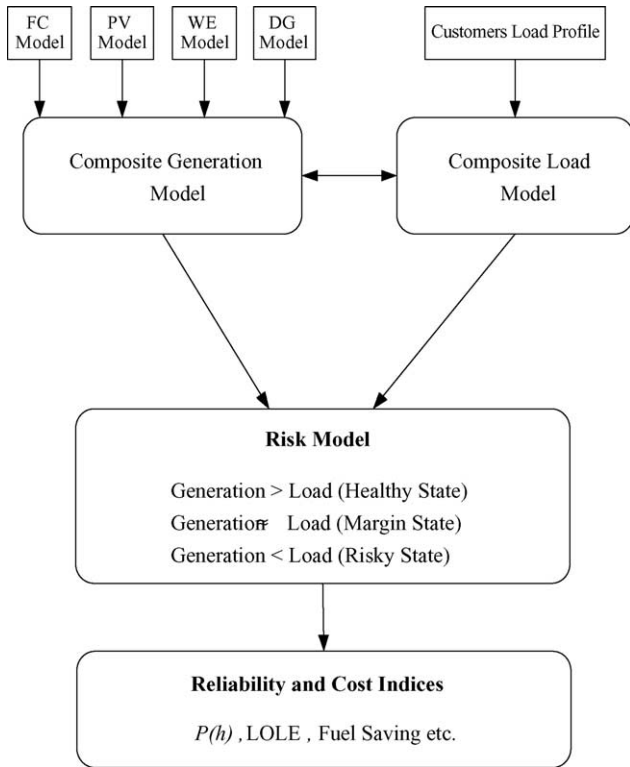 FC
Model
PV
Model
WE
Model
DG
Model
Customers Load Profile
Composite Generation
Model
Composite Load
Model
Risk Model
Generation > Load (Healthy State)
Generation≈ Load (Margin State)
Generation < Load (Risky State)
Reliability and Cost Indices
P(h) , LOLE , Fuel Saving etc.